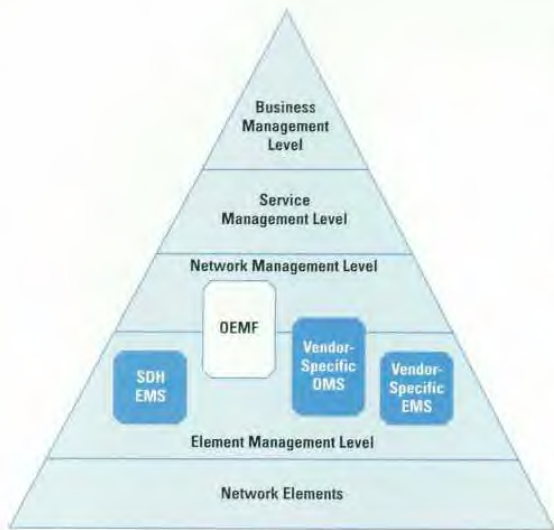 Business
Management
Level
Service
Management Level
Network Management Level
OEMF
Vendor-
Specific
DMS
Vendor-
Specific
EMS
SDH
EMS
Element Management Level
Network Elements